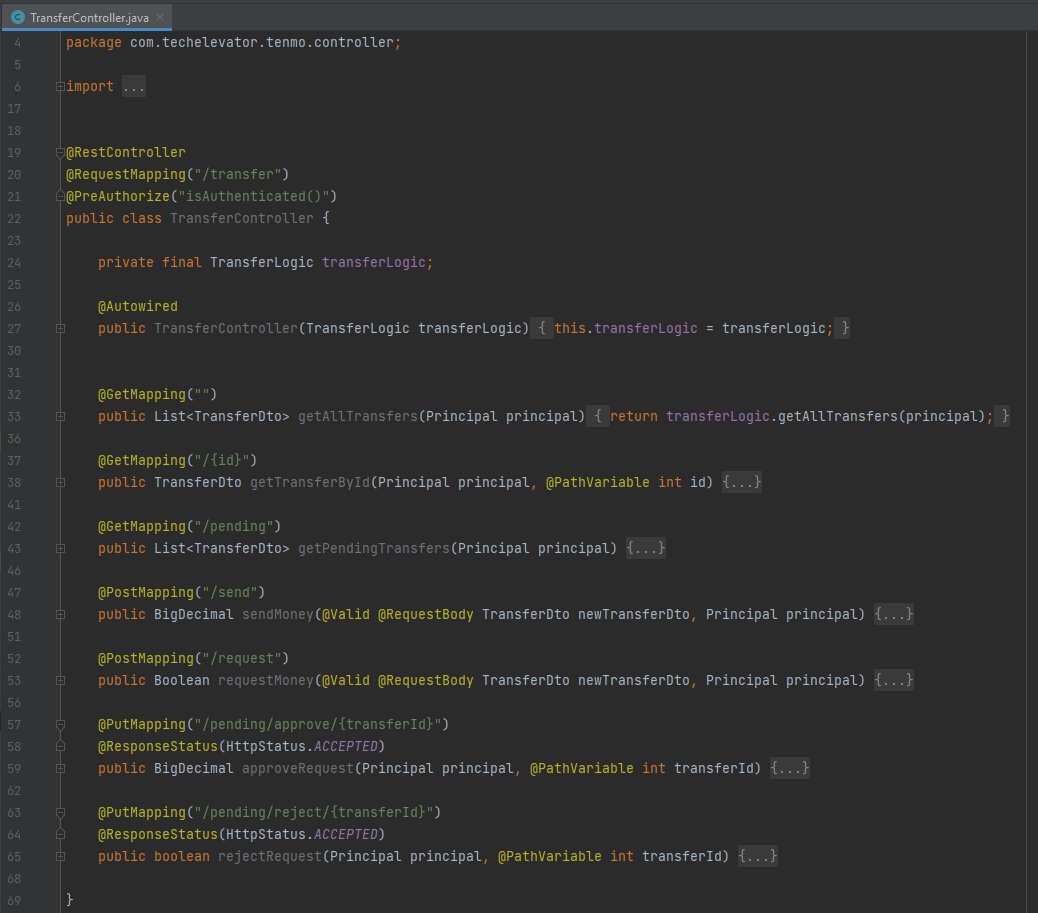 TransferController.java
4 package com.techelevator.tenmo.controller;
5
6 import ...
17
18
19 @RestController
20 @RequestMapping("/transfer")
21 @PreAuthorize("isAuthenticated()")
22 public class TransferController {
23
24 private final TransferLogic transferLogic;
25
26 @Autowired
27 public TransferController(TransferLogic transferLogic) { this.transferLogic = transferLogic; }
30
31
32 @GetMapping("")
33 public List<TransferDto> getAllTransfers(Principal principal) { return transferLogic.getAllTransfers(principal); }
36
37 @GetMapping("/{id}")
38 public TransferDto getTransferById(Principal principal, @PathVariable int id) {...}
41
42 @GetMapping("/pending")
43 public List<TransferDto> getPendingTransfers(Principal principal) {...}
46
47 @PostMapping("/send")
48 public BigDecimal sendMoney(@Valid @RequestBody TransferDto newTransferDto, Principal principal) {...}
51
52 @PostMapping("/request")
53 public Boolean requestMoney(@Valid @RequestBody TransferDto newTransferDto, Principal principal) {...}
56
57 @PutMapping("/pending/approve/{transferId}")
58 @ResponseStatus(HttpStatus.ACCEPTED)
59 public BigDecimal approveRequest(Principal principal, @PathVariable int transferId) {...}
62
63 @PutMapping("/pending/reject/{transferId}")
64 @ResponseStatus(HttpStatus.ACCEPTED)
65 public boolean rejectRequest(Principal principal, @PathVariable int transferId) {...}
68
69 }